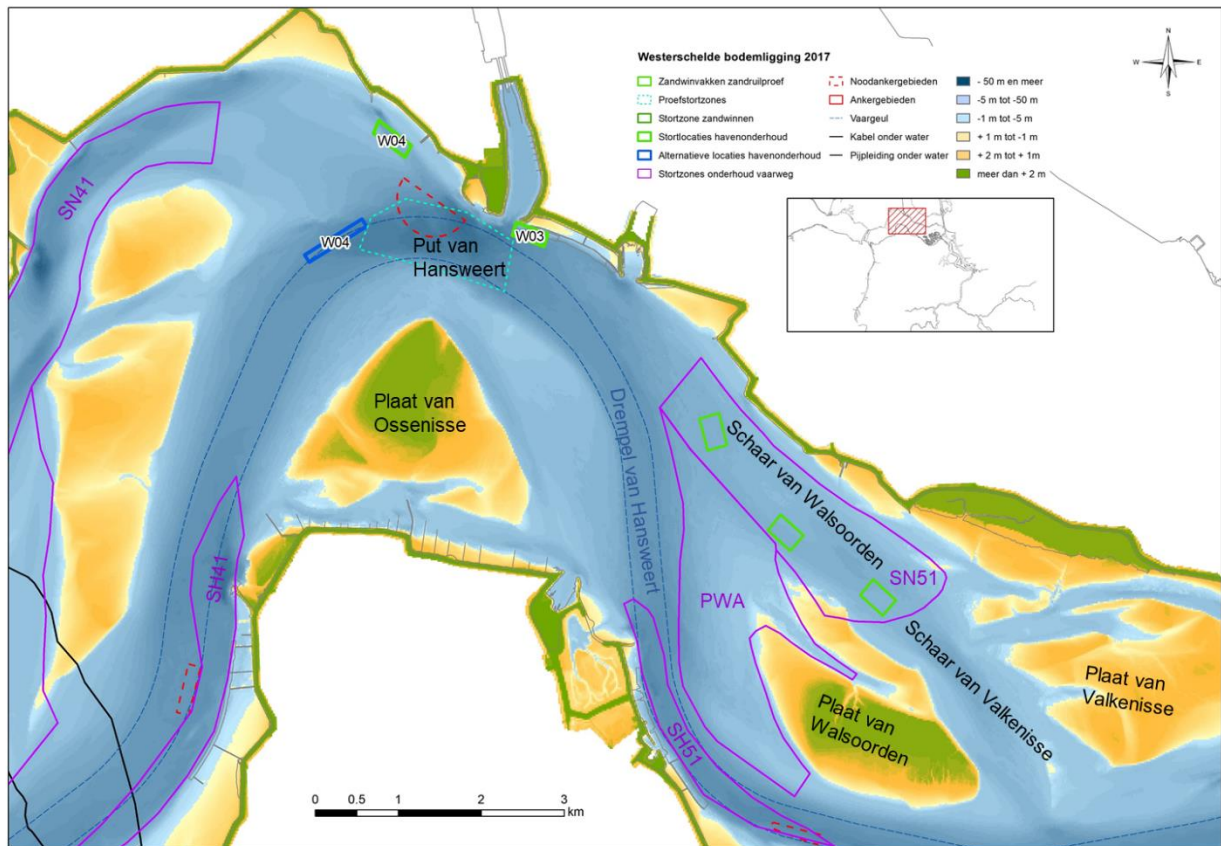 Westerschelde bodemligging 2017
Zandwinvakken zandruilproef
Proefstortzones
Stortzone zandwinnen
Stortlocaties havenonderhoud
Alternatieve locaties havenonderhoud
Stortzones onderhoud vaarweg
Noodankergebieden
Ankergebieden
Vaargeul
Kabel onder water
Pijpleiding onder water
- 50 m en meer
-5 m tot -50 m
-1 m tot -5 m
+ 1 m tot -1 m
+ 2 m tot + 1m
meer dan + 2 m
N
W
E
S
W04
SN41
W04
W03
Put van
Hansweert
Plaat van
Ossenisse
Drempel van Hansweert
Schaar van Walsoorden
SN51
SH41
PWA
Schaar van Valkenisse
Plaat van
Valkenisse
Plaat van
Walsoorden
SH51
0 0.5 1 2 3
km